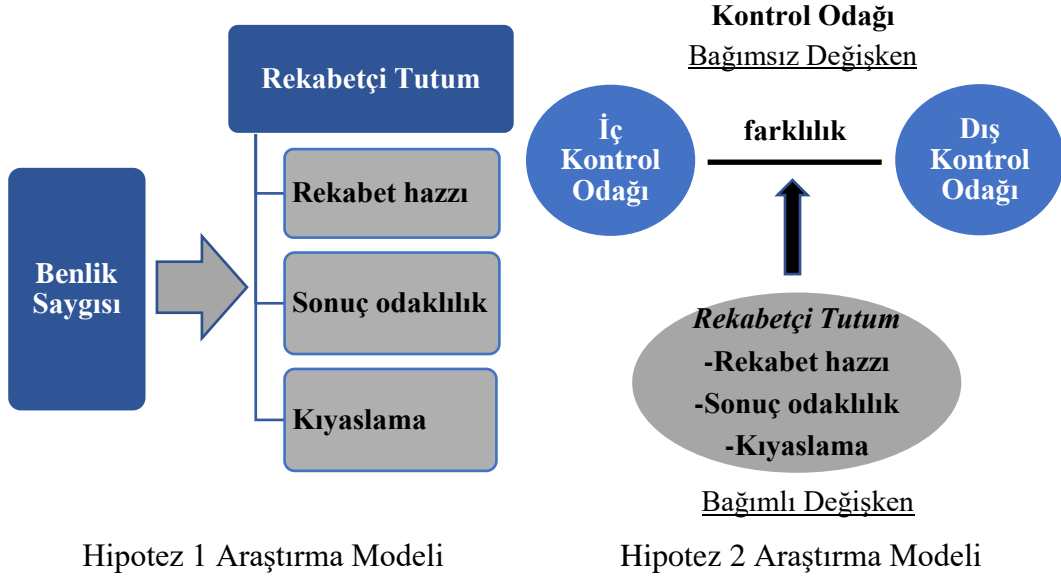 Rekabetçi Tutum
Rekabet hazzı
Benlik
Saygısı
Sonuç odaklılık
Kıyaslama
Hipotez 1 Araştırma Modeli
Kontrol Odağı
Bağımsız Değişken
İç
Kontrol
Odağı
farklılık
Dış
Kontrol
Odağı
Rekabetçi Tutum
-Rekabet hazzı
-Sonuç odaklılık
-Kıyaslama
Bağımlı Değişken
Hipotez 2 Araştırma Modeli